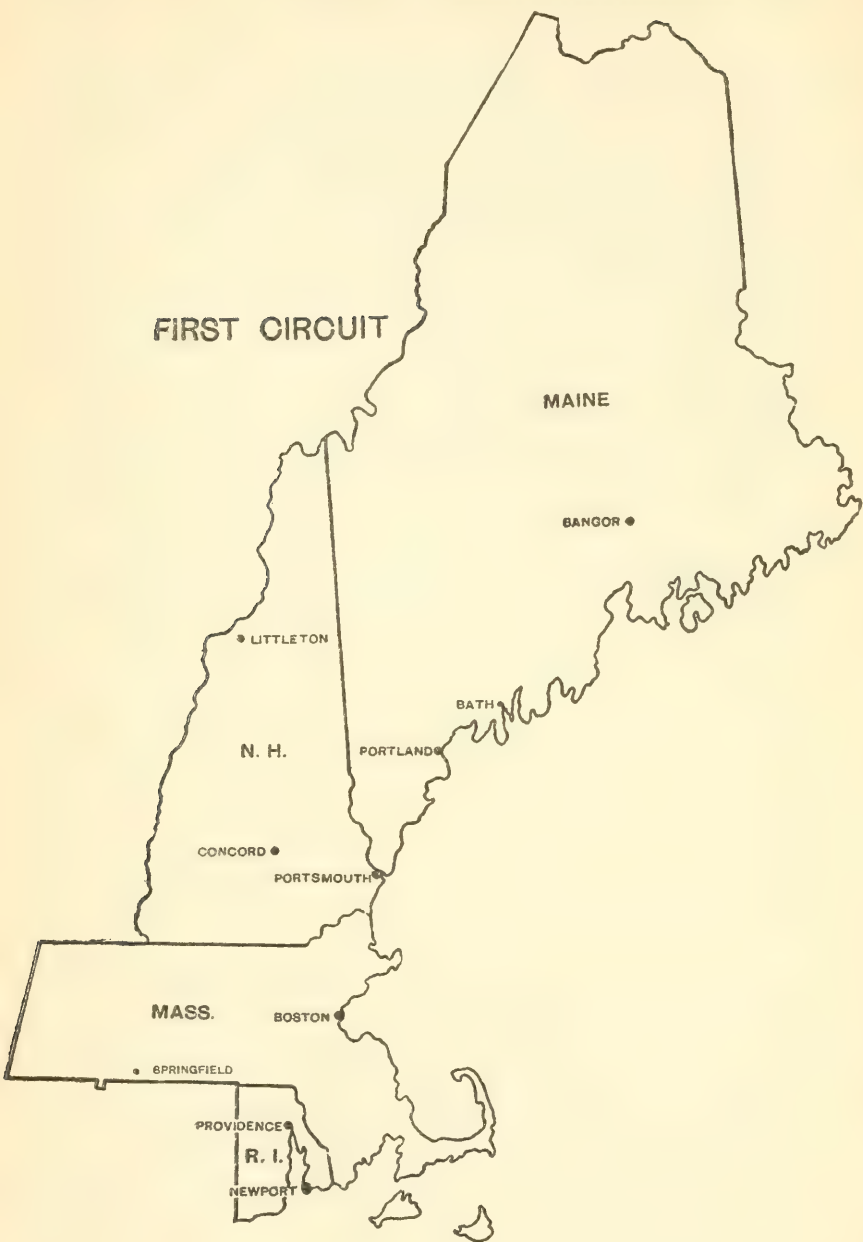 FIRST CIRCUIT
MAINE
BANGOR
LITTLETON
BATH
N. H.
PORTLAND
CONCORD
PORTSMOUTH
MASS.
BOSTON
SPRINGFIELD
PROVIDENCE
R. I.
NEWPORT